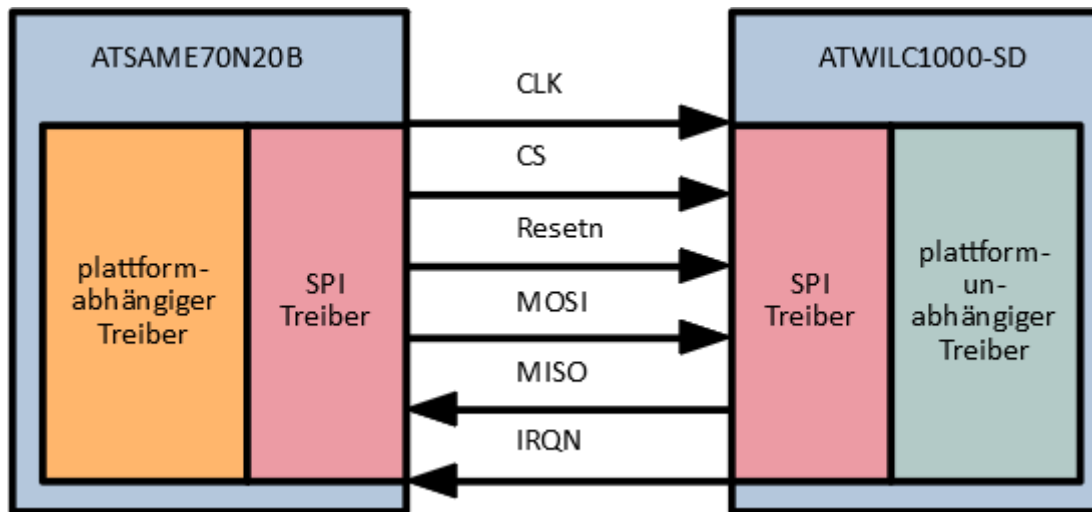 ATSAME70N20B
ATWILC1000-SD
CLK
CS
Resetn
MOSI
MISO
IRQN
plattform-
abhängiger
Treiber
SPI
Treiber
SPI
Treiber
plattform-
un-
abhängiger
Treiber